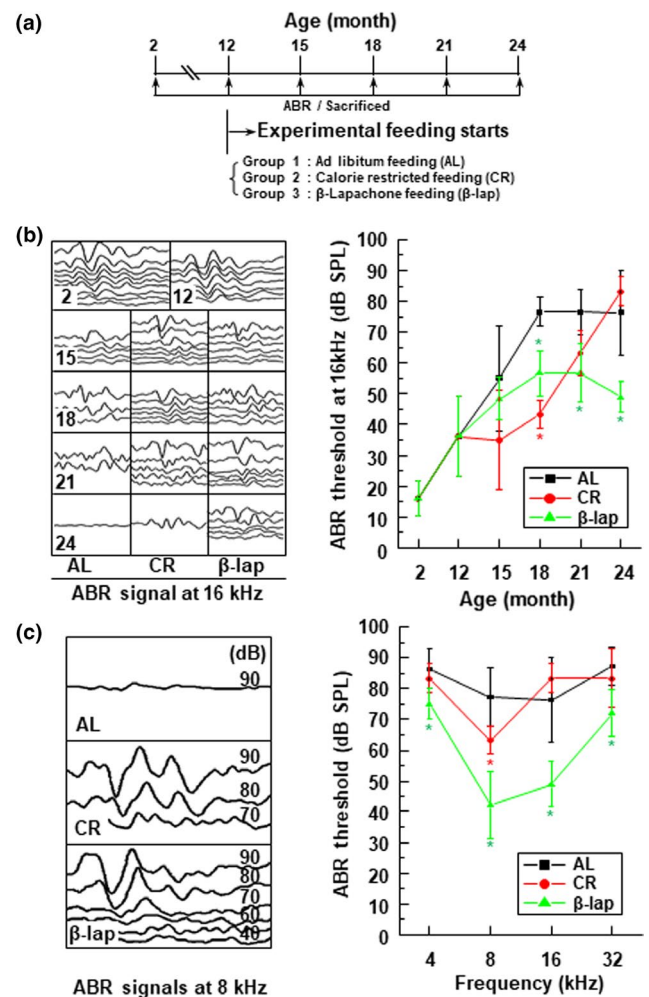 (a)
Age (month)
2 12 15 18 21 24
ABR / Sacrificed
Experimental feeding starts
Group 1 : Ad libitum feeding (AL)
Group 2 : Calorie restricted feeding (CR)
Group 3 : β-Lapachone feeding (β-lap)
(b)
2 12
15
18
21
24
AL CR β-lap
ABR signal at 16 kHz
ABR threshold at 16kHz (dB SPL)
100
90
80
70
60
50
40
30
20
10
0
*
*
*
*
AL
CR
β-lap
2 12 15 18 21 24
Age (month)
(c)
(dB)
90
AL
90
80
70
CR
90
80
70
60
40
β-lap
ABR signals at 8 kHz
ABR threshold (dB SPL)
100
90
80
70
60
50
40
30
20
10
0
*
*
*
*
*
AL
CR
β-lap
4 8 16 32
Frequency (kHz)